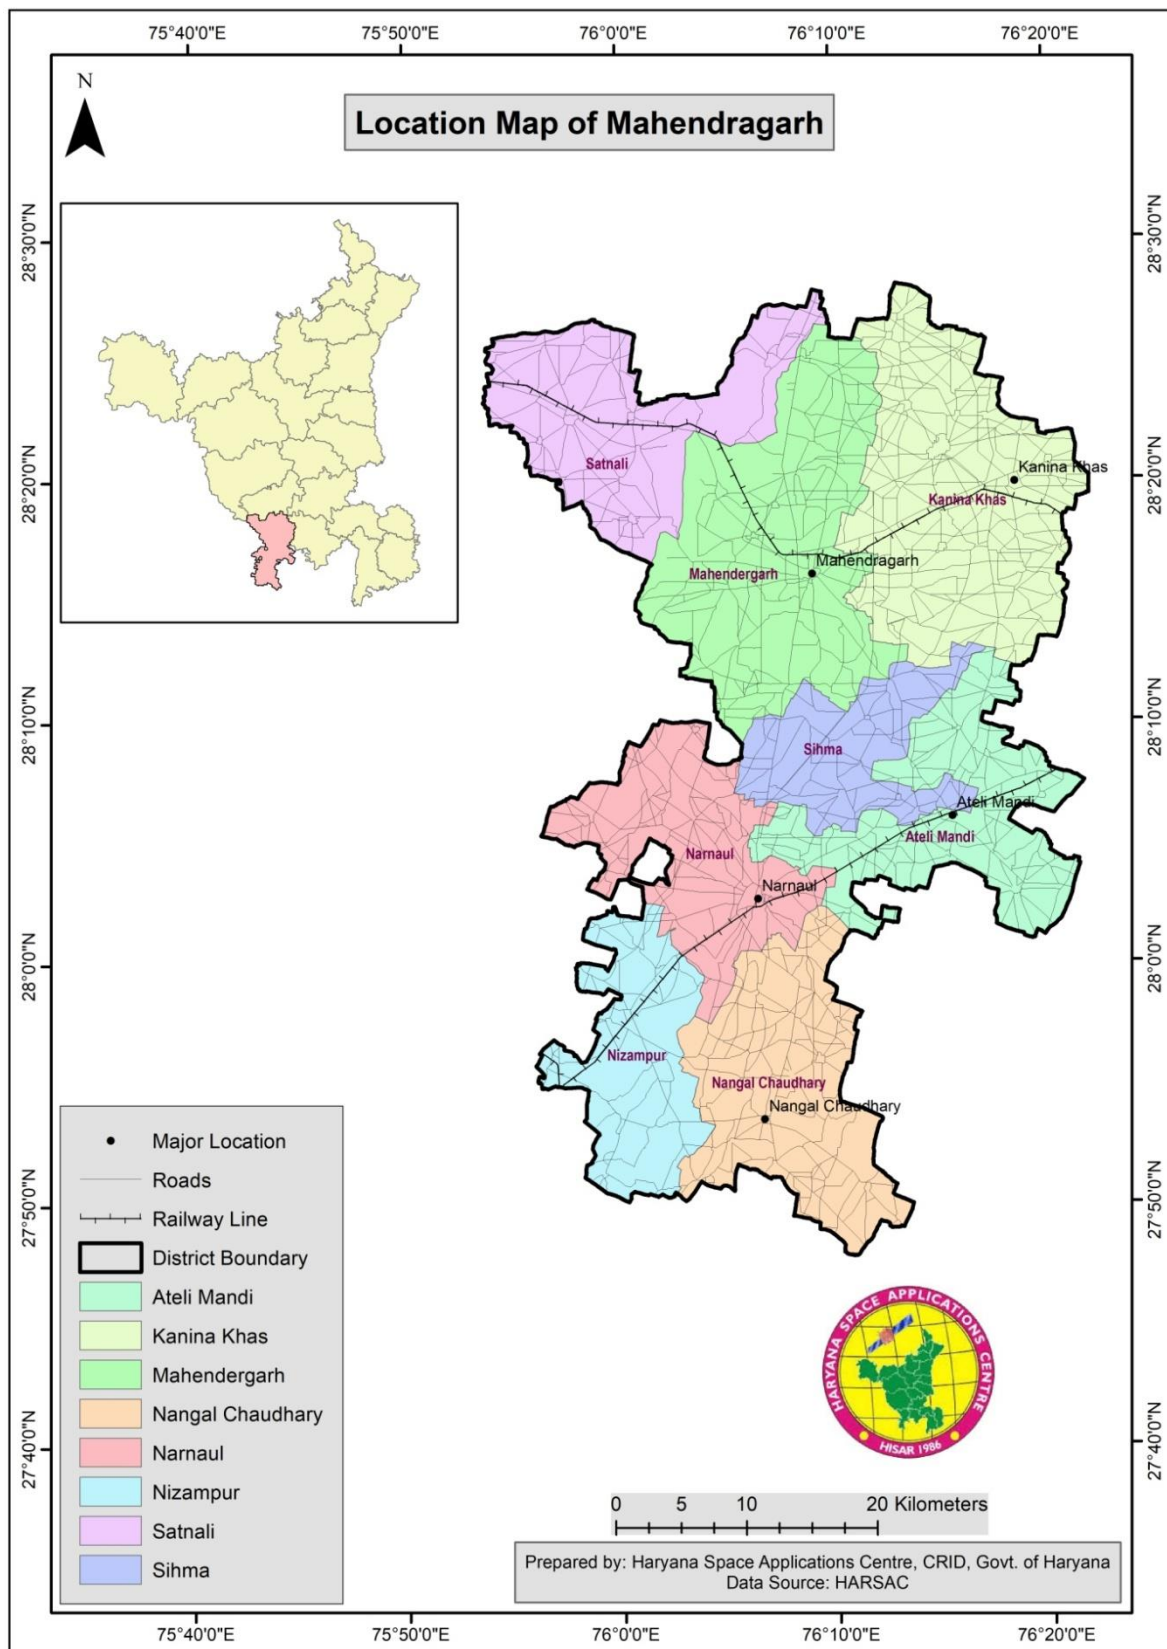 75°40'0"E
75°50'0"E
76°0'0"E
76°10'0"E
76°20'0"E
N
Location Map of Mahendragarh
28°30'0"N
28°30'0"N
28°20'0"N
28°20'0"N
28°10'0"N
28°10'0"N
28°0'0"N
28°0'0"N
27°50'0"N
27°50'0"N
27°40'0"N
27°40'0"N
Satnali
Kanina Khas
Kanina Khas
Mahendragarh
Mahendergarh
Sihma
Ateli Mandi
Ateli Mandi
Narnaul
Narnaul
Nizampur
Nangal Chaudhary
Nangal Chaudhary
Major Location
Roads
Railway Line
District Boundary
Ateli Mandi
Kanina Khas
Mahendergarh
Nangal Chaudhary
Narnaul
Nizampur
Satnali
Sihma
HARYANA SPACE APPLICATIONS CENTRE
HISAR 1986
0 5 10 20 Kilometers
Prepared by: Haryana Space Applications Centre, CRID, Govt. of Haryana
Data Source: HARSAC
75°40'0"E
75°50'0"E
76°0'0"E
76°10'0"E
76°20'0"E